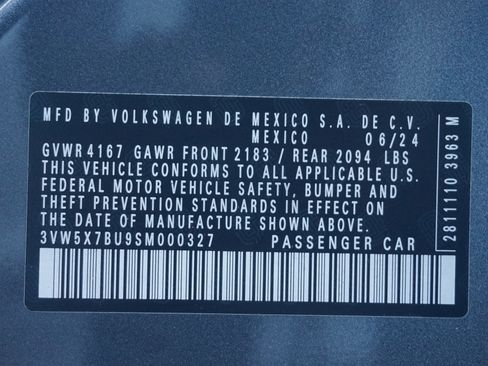 MFD BY VOLKSWAGEN DE MEXICO S.A. DE C.V.
MEXICO 06/24
GVWR 4167 GAWR FRONT 2183 / REAR 2094 LBS
THIS VEHICLE CONFORMS TO ALL APPLICABLE U.S.
FEDERAL MOTOR VEHICLE SAFETY, BUMPER AND
THEFT PREVENTION STANDARDS IN EFFECT ON
THE DATE OF MANUFACTURE SHOWN ABOVE.
3VW5X7BU9SM000327 PASSENGER CAR
28111110 3963 M